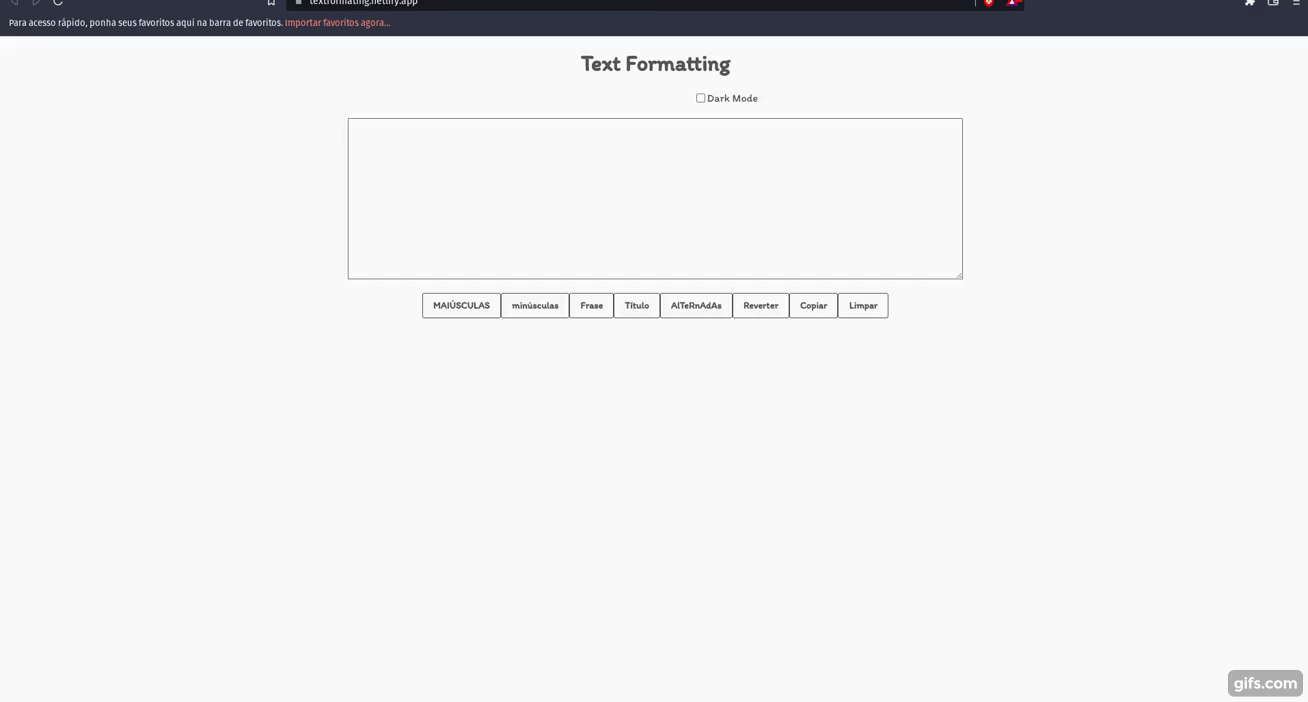 textformating.netlify.app
Para acesso rápido, ponha seus favoritos aqui na barra de favoritos. Importar favoritos agora...
Text Formatting
Dark Mode
MAIÚSCULAS minúsculas Frase Título AlTeRnAdAs Reverter Copiar Limpar
gifs.com